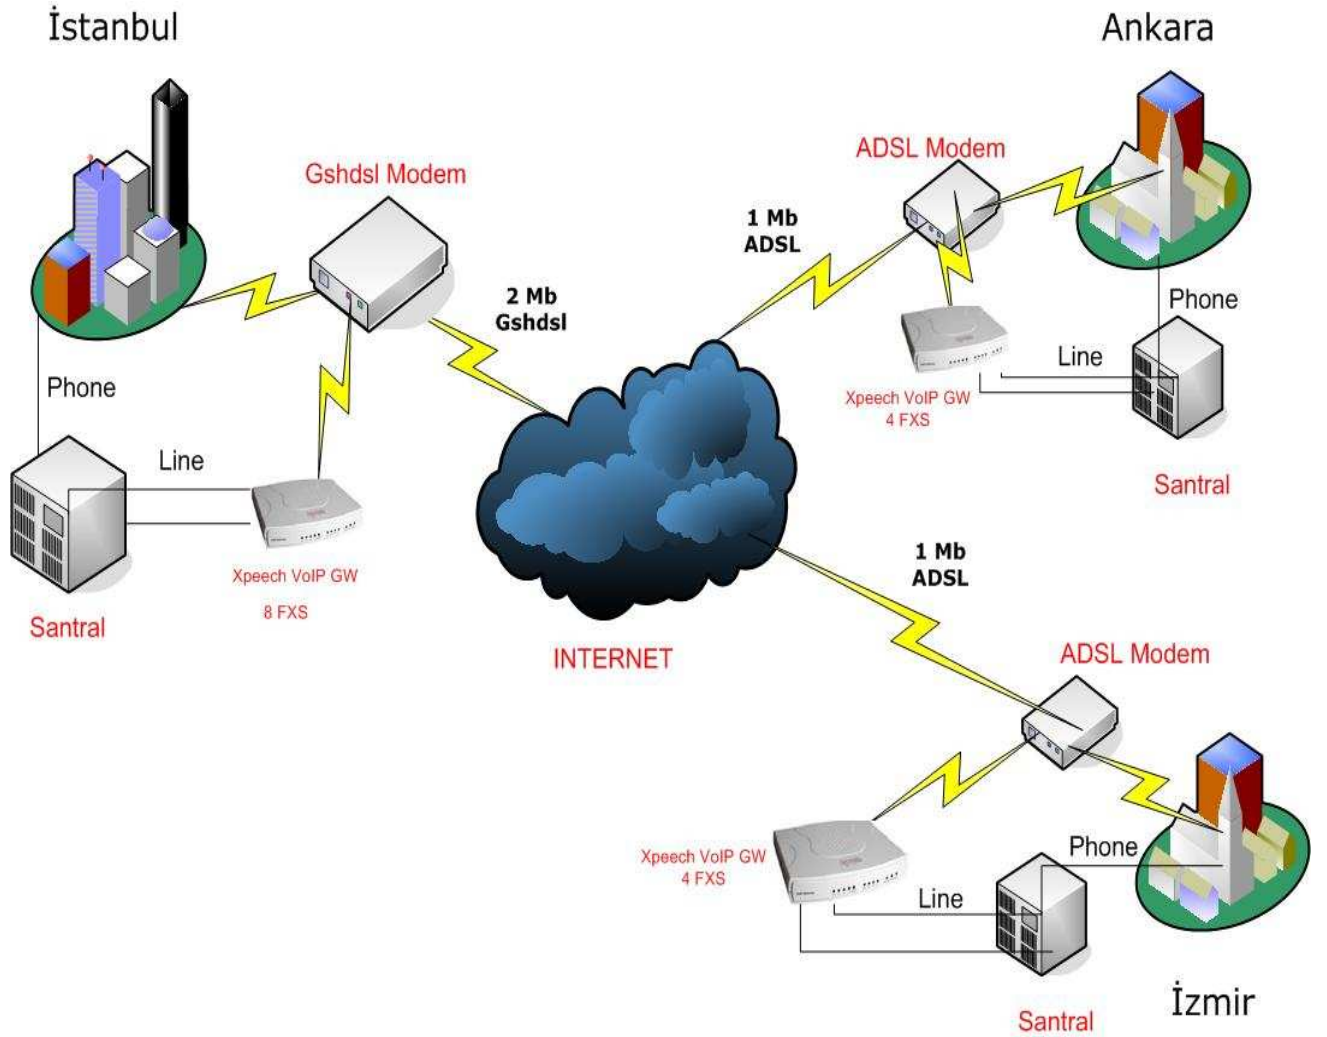 İstanbul
Ankara
Gshdsl Modem
ADSL Modem
1 Mb
ADSL
2 Mb
Gshdsl
Phone
Line
Xpeech VoIP GW
4 FXS
Santral
Phone
Line
Xpeech VoIP GW
8 FXS
Santral
INTERNET
1 Mb
ADSL
ADSL Modem
Xpeech VoIP GW
4 FXS
Phone
Line
Santral
İzmir